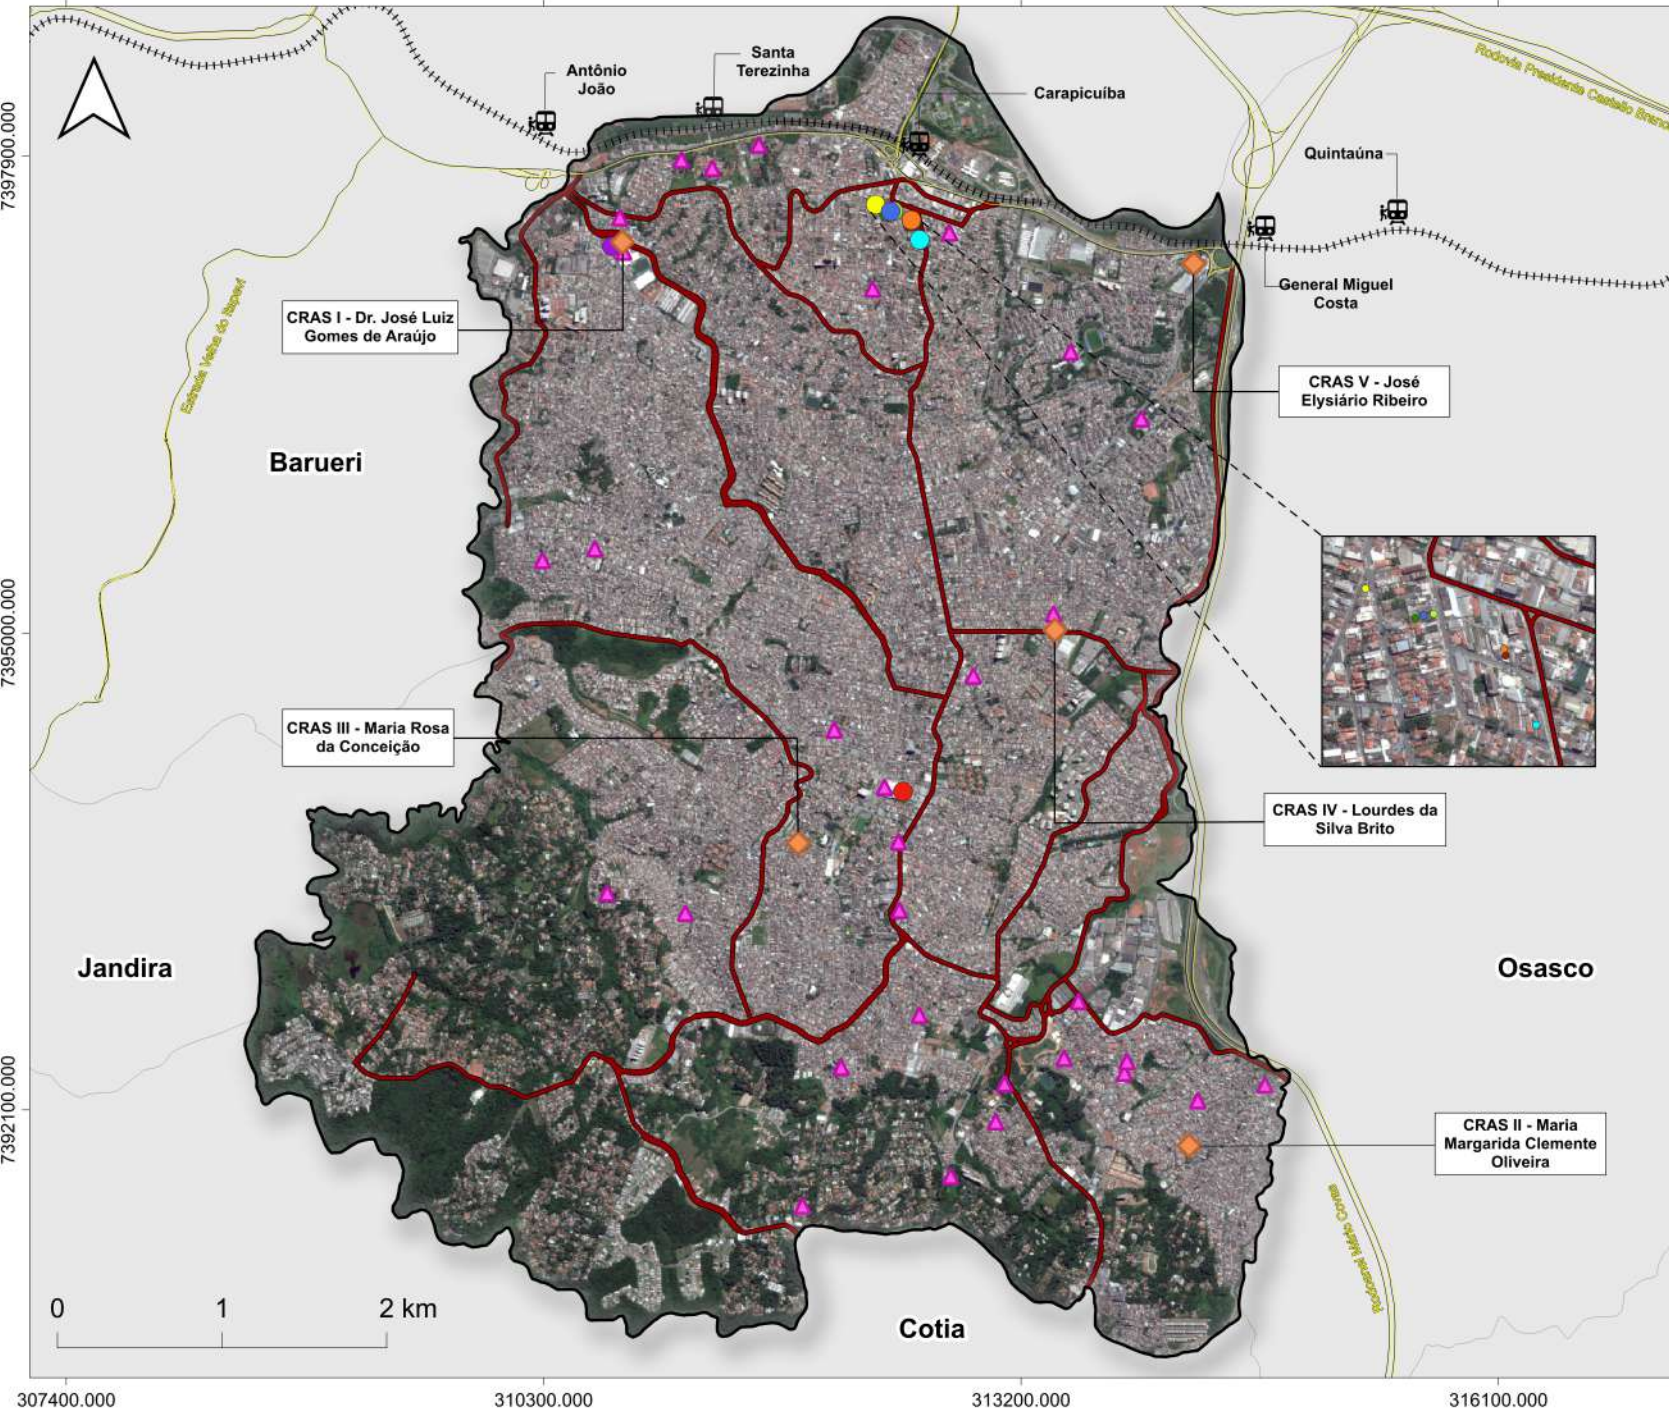 Santa
Terezinha
Antônio
João
Carapicuíba
Rodovia Presidente Castello Branc
Quintaúna
7397900.000
General Miguel
Costa
Estrada Velha do Itapevi
CRAS I - Dr. José Luiz
Gomes de Araújo
CRAS V - José
Elysiário Ribeiro
Barueri
7395000.000
CRAS III - Maria Rosa
da Conceição
CRAS IV - Lourdes da
Silva Brito
Jandira
Osasco
7392100.000
CRAS II - Maria
Margarida Clemente
Oliveira
Rodoanel Mário Covas
0 1 2 km
Cotia
307400.000 310300.000 313200.000 316100.000